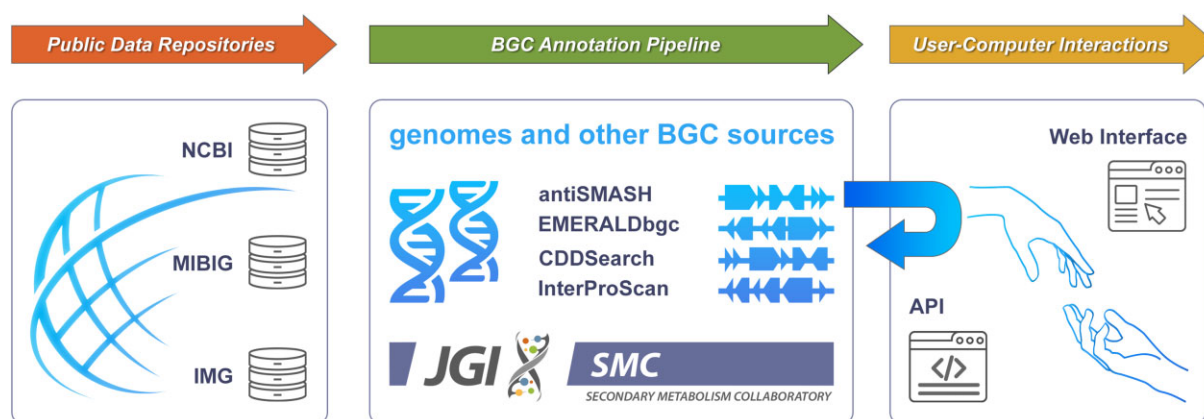 Public Data Repositories
BGC Annotation Pipeline
User-Computer Interactions
NCBI
MIBIG
IMG
genomes and other BGC sources
antiSMASH
EMERALDbgc
CDDSearch
InterProScan
JGI
SMC
SECONDARY METABOLISM COLLABORATORY
Web Interface
API
</>